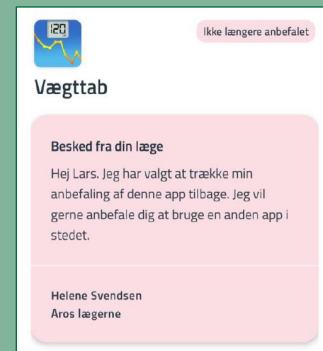 120
Ikke længere anbefalet
Vægttab
Besked fra din læge
Hej Lars. Jeg har valgt at trække min
anbefaling af denne app tilbage. Jeg vil
gerne anbefale dig at bruge en anden app i
stedet.
Helene Svendsen
Aros lægerne